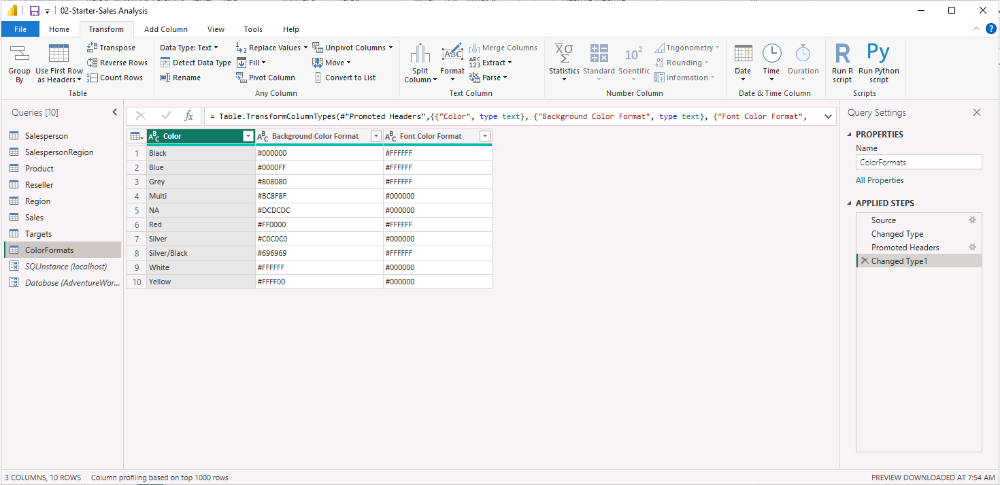 02-Starter-Sales Analysis
File Home Transform Add Column View Tools Help
Group By
Use First Row as Headers
Transpose
Reverse Rows
Count Rows
Table
Data Type: Text
Detect Data Type
Rename
Replace Values
Fill
Pivot Column
Unpivot Columns
Move
Convert to List
Any Column
Split Column
Format
Merge Columns
Extract
Parse
Text Column
Statistics
Standard
Scientific
Trigonometry
Rounding
Information
Number Column
Date
Time
Duration
Date & Time Column
Run R script
Run Python script
Scripts
Queries [10]
Salesperson
SalespersonRegion
Product
Reseller
Region
Sales
Targets
ColorFormats
SQLInstance (localhost)
Database (AdventureWor...
= Table.TransformColumnTypes(#"Promoted Headers",{{"Color", type text}, {"Background Color Format", type text}, {"Font Color Format",
Color Background Color Format Font Color Format
1 Black #000000 #FFFFFF
2 Blue #0000FF #FFFFFF
3 Grey #808080 #FFFFFF
4 Multi #BC8F8F #000000
5 NA #DCDCDC #000000
6 Red #FF0000 #FFFFFF
7 Silver #C0C0C0 #000000
8 Silver/Black #696969 #FFFFFF
9 White #FFFFFF #000000
10 Yellow #FFFF00 #000000
Query Settings
PROPERTIES
Name
ColorFormats
All Properties
APPLIED STEPS
Source
Changed Type
Promoted Headers
Changed Type1
3 COLUMNS, 10 ROWS Column profiling based on top 1000 rows
PREVIEW DOWNLOADED AT 7:54 AM